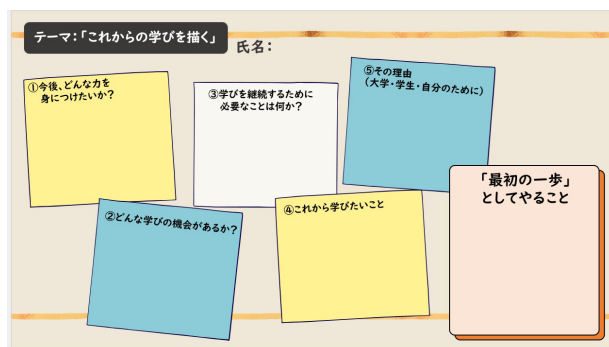 テーマ：「これからの学びを描く」
氏名：
①今後、どんな力を
身につけたいか？
②どんな学びの機会があるか？
③学びを継続するために
必要なことは何か？
④これから学びたいこと
⑤その理由
（大学・学生・自分のために）
「最初の一歩」
としてやること